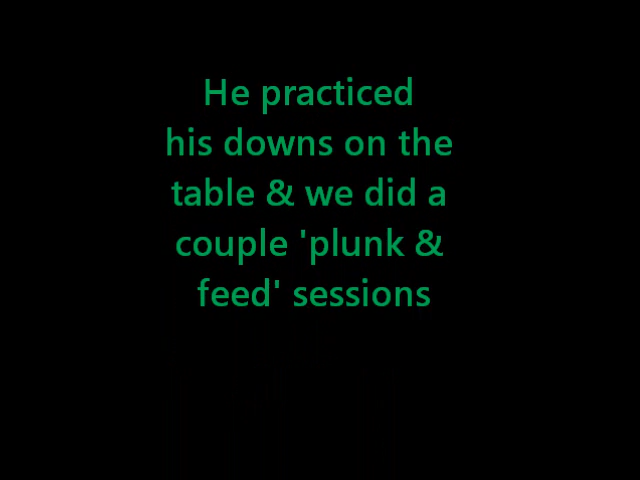 He practiced
his downs on the
table & we did a
couple 'plunk &
feed' sessions